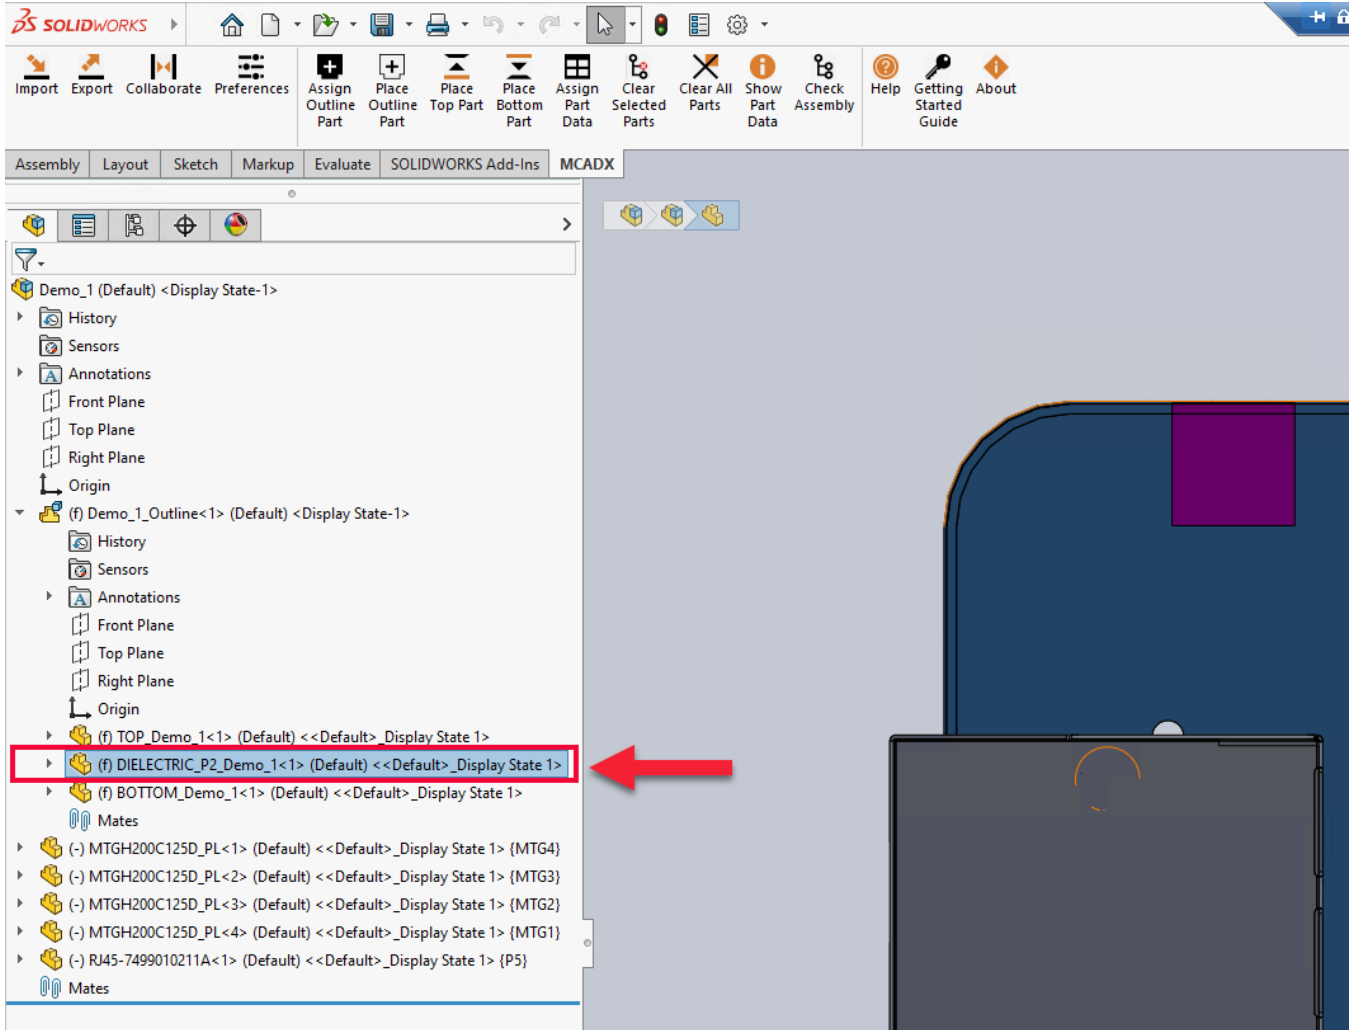 SOLIDWORKS
Import Export Collaborate Preferences Assign Outline Part Place Outline Part Place Top Part Place Bottom Part Assign Part Data Clear Selected Parts Clear All Parts Show Part Data Check Assembly Help Getting Started Guide About
Assembly Layout Sketch Markup Evaluate SOLIDWORKS Add-Ins MCADX
Demo_1 (Default) <Display State-1>
History
Sensors
Annotations
Front Plane
Top Plane
Right Plane
Origin
(f) Demo_1_Outline<1> (Default) <Display State-1>
History
Sensors
Annotations
Front Plane
Top Plane
Right Plane
Origin
(f) TOP_Demo_1<1> (Default) <<Default>_Display State 1>
(f) DIELECTRIC_P2_Demo_1<1> (Default) <<Default>_Display State 1>
(f) BOTTOM_Demo_1<1> (Default) <<Default>_Display State 1>
Mates
(-) MTGH200C125D_PL<1> (Default) <<Default>_Display State 1> {MTG4}
(-) MTGH200C125D_PL<2> (Default) <<Default>_Display State 1> {MTG3}
(-) MTGH200C125D_PL<3> (Default) <<Default>_Display State 1> {MTG2}
(-) MTGH200C125D_PL<4> (Default) <<Default>_Display State 1> {MTG1}
(-) RJ45-7499010211A<1> (Default) <<Default>_Display State 1> {P5}
Mates